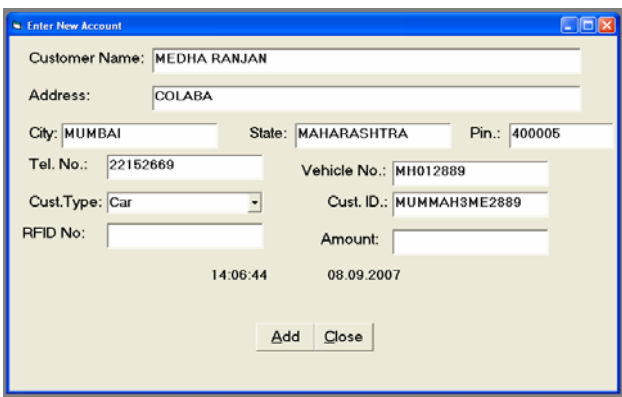 Enter New Account
Customer Name: MEDHA RANJAN
Address: COLABA
City: MUMBAI State: MAHARASHTRA Pin.: 400005
Tel. No.: 22152669 Vehicle No.: MH012889
Cust.Type: Car Cust. ID.: MUMMAH3ME2889
RFID No: Amount:
14:06:44 08.09.2007
Add Close